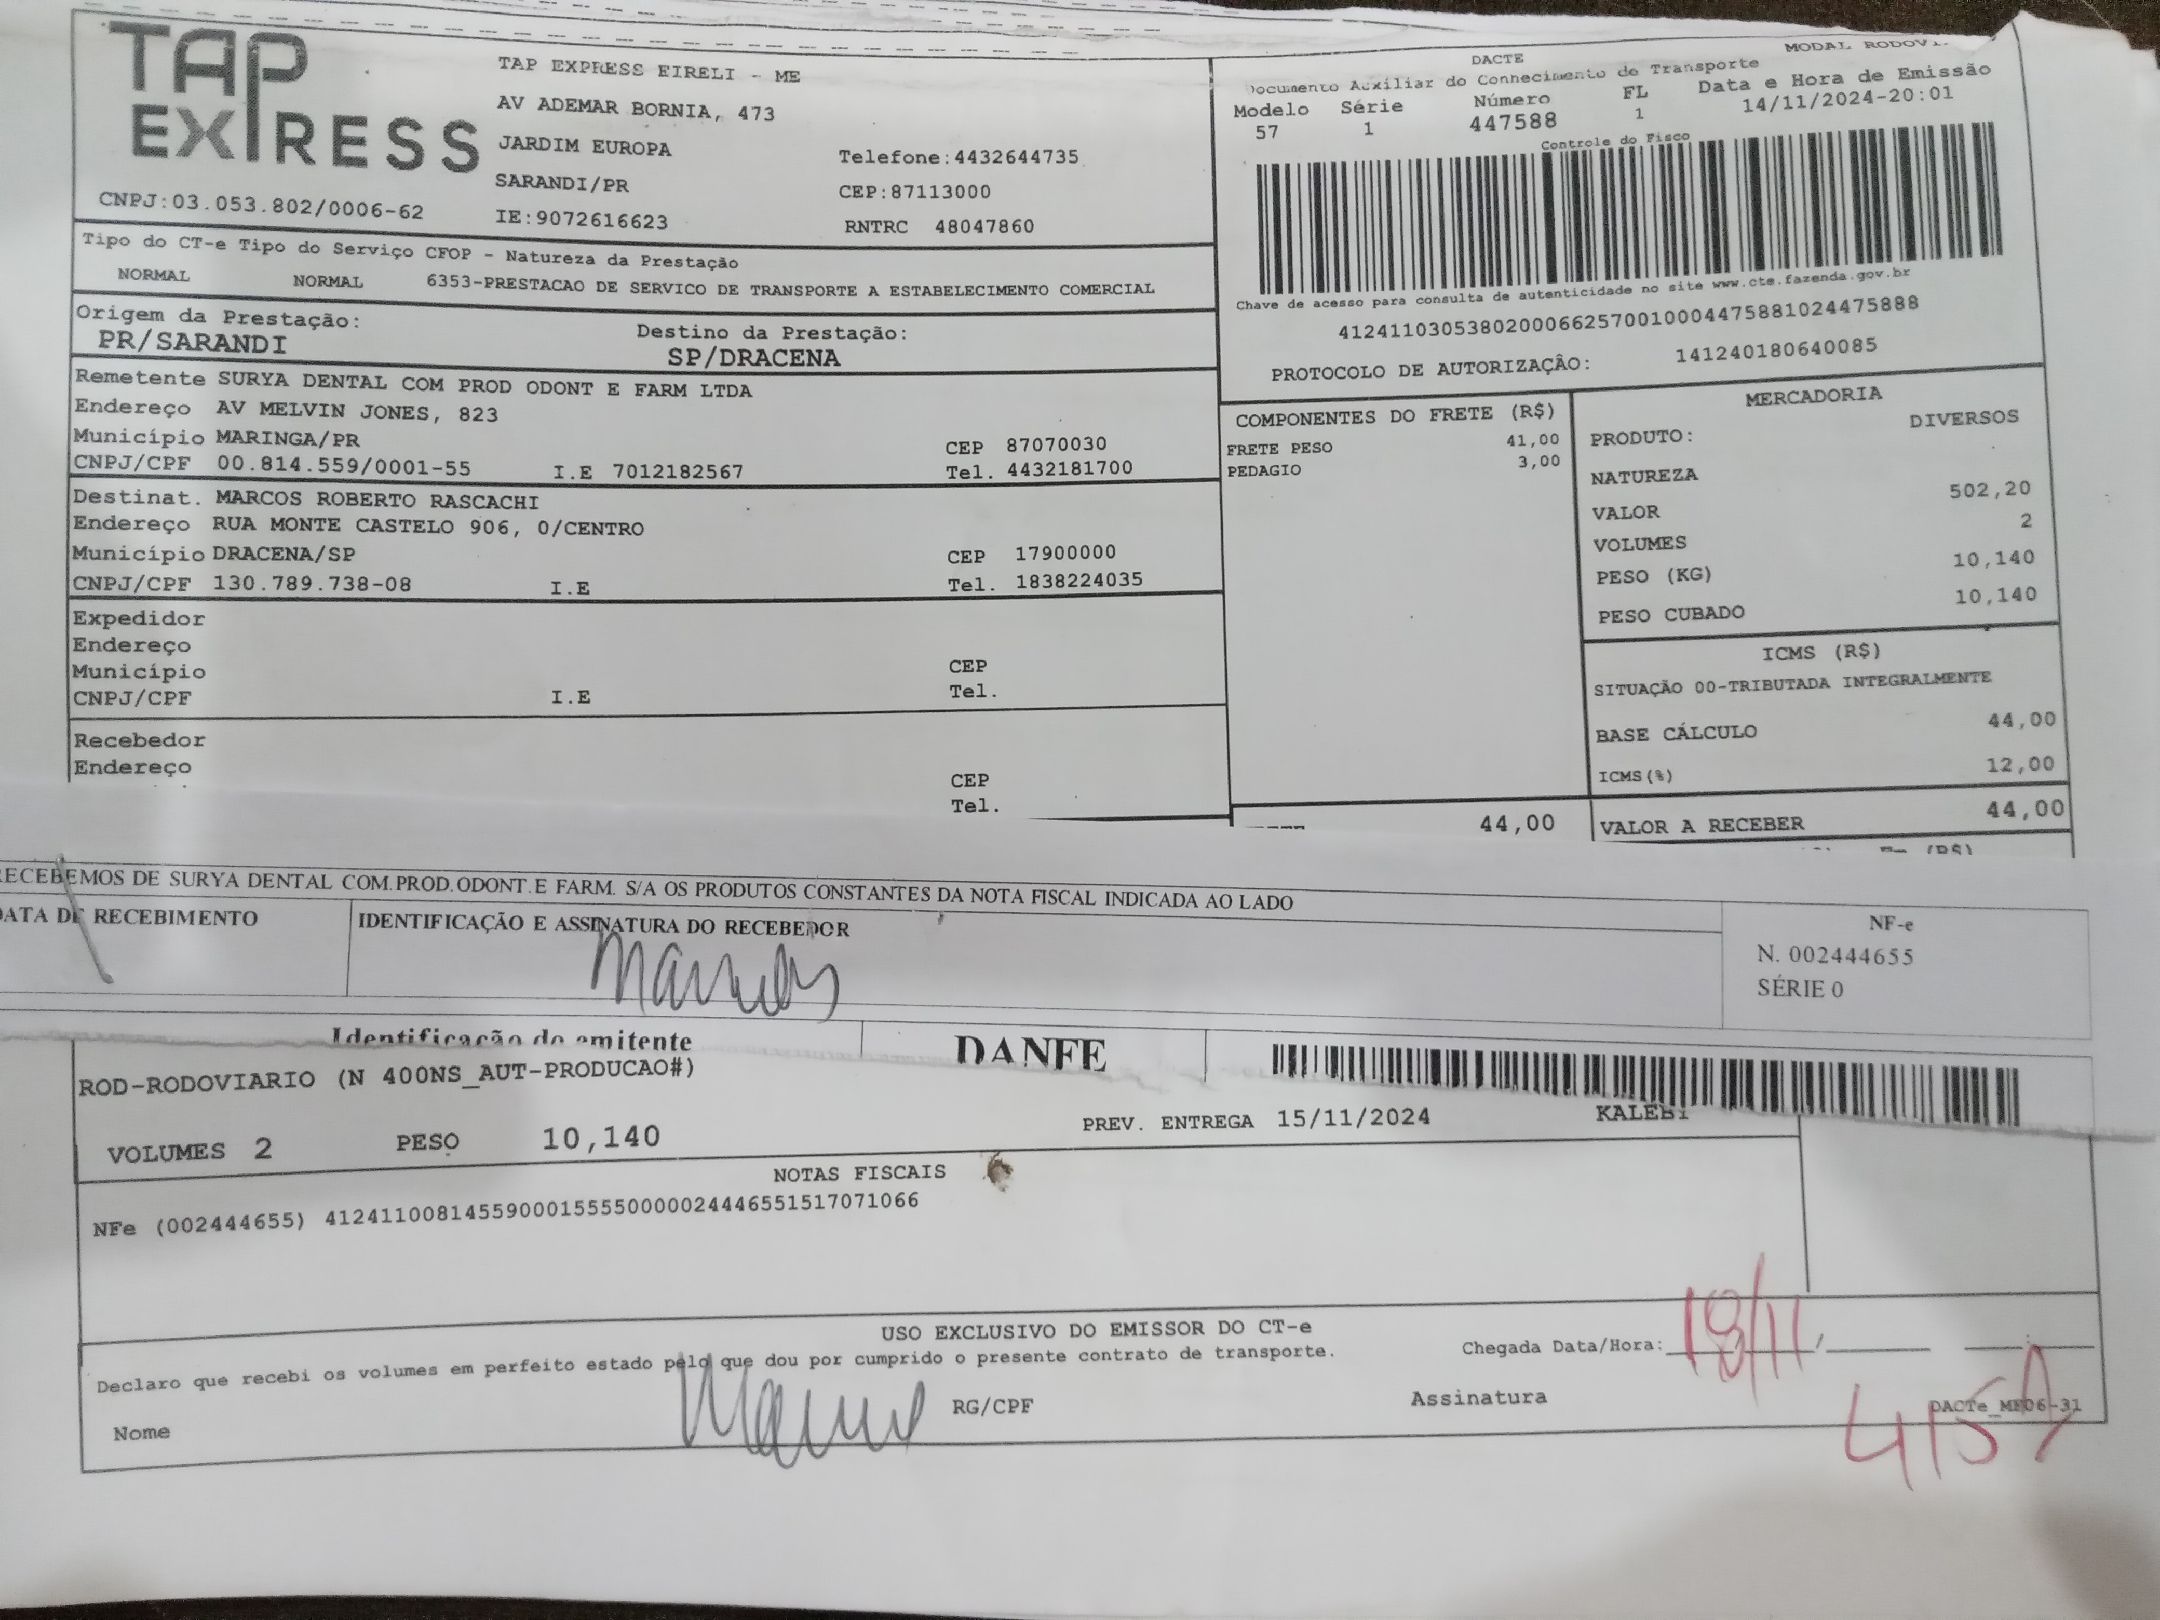 TAP
EXPRESS
CNPJ:03.053.802/0006-62
TAP EXPRESS EIRELI - ME
AV ADEMAR BORNIA, 473
JARDIM EUROPA
SARANDI/PR
IE:9072616623
Telefone:4432644735
CEP:87113000
RNTRC 48047860
DACTE
Documento Auxiliar do Conhecimento de Transporte
Modelo Série Número FL Data e Hora de Emissão
57 1 447588 1 14/11/2024-20:01
Controle do Fisco
Chave de acesso para consulta de autenticidade no site www.cte.fazenda.gov.br
41241103053802000662570010004475881024475888
PROTOCOLO DE AUTORIZAÇÂO: 141240180640085
Tipo do CT-e Tipo do Serviço CFOP - Natureza da Prestação
NORMAL NORMAL 6353-PRESTACAO DE SERVICO DE TRANSPORTE A ESTABELECIMENTO COMERCIAL
Origem da Prestação: Destino da Prestação:
PR/SARANDI SP/DRACENA
Remetente SURYA DENTAL COM PROD ODONT E FARM LTDA
Endereço AV MELVIN JONES, 823
Município MARINGA/PR CEP 87070030
CNPJ/CPF 00.814.559/0001-55 I.E 7012182567 Tel. 4432181700
Destinat. MARCOS ROBERTO RASCACHI
Endereço RUA MONTE CASTELO 906, 0/CENTRO
Município DRACENA/SP CEP 17900000
CNPJ/CPF 130.789.738-08 I.E Tel. 1838224035
Expedidor
Endereço
Município CEP
CNPJ/CPF I.E Tel.
Recebedor
Endereço
CEP
Tel.
COMPONENTES DO FRETE (R$)
FRETE PESO 41,00
PEDAGIO 3,00
44,00
MERCADORIA
PRODUTO: DIVERSOS
NATUREZA
VALOR 502,20
VOLUMES 2
PESO (KG) 10,140
PESO CUBADO 10,140
ICMS (R$)
SITUAÇÃO 00-TRIBUTADA INTEGRALMENTE
BASE CÁLCULO 44,00
ICMS(%) 12,00
VALOR A RECEBER 44,00
RECEBEMOS DE SURYA DENTAL COM.PROD.ODONT.E FARM. S/A OS PRODUTOS CONSTANTES DA NOTA FISCAL INDICADA AO LADO
DATA DE RECEBIMENTO IDENTIFICAÇÃO E ASSINATURA DO RECEBEDOR
NF-e
N. 002444655
SÉRIE 0
Identificação do emitente DANFE
ROD-RODOVIARIO (N 400NS_AUT-PRODUCAO#)
VOLUMES 2 PESO 10,140 PREV. ENTREGA 15/11/2024 KALEBI
NOTAS FISCAIS
NFe (002444655) 41241100814559000155550000024446551517071066
USO EXCLUSIVO DO EMISSOR DO CT-e
Declaro que recebi os volumes em perfeito estado pelo que dou por cumprido o presente contrato de transporte.
Chegada Data/Hora: 18/11
Nome RG/CPF Assinatura
DACTe_MF06-31